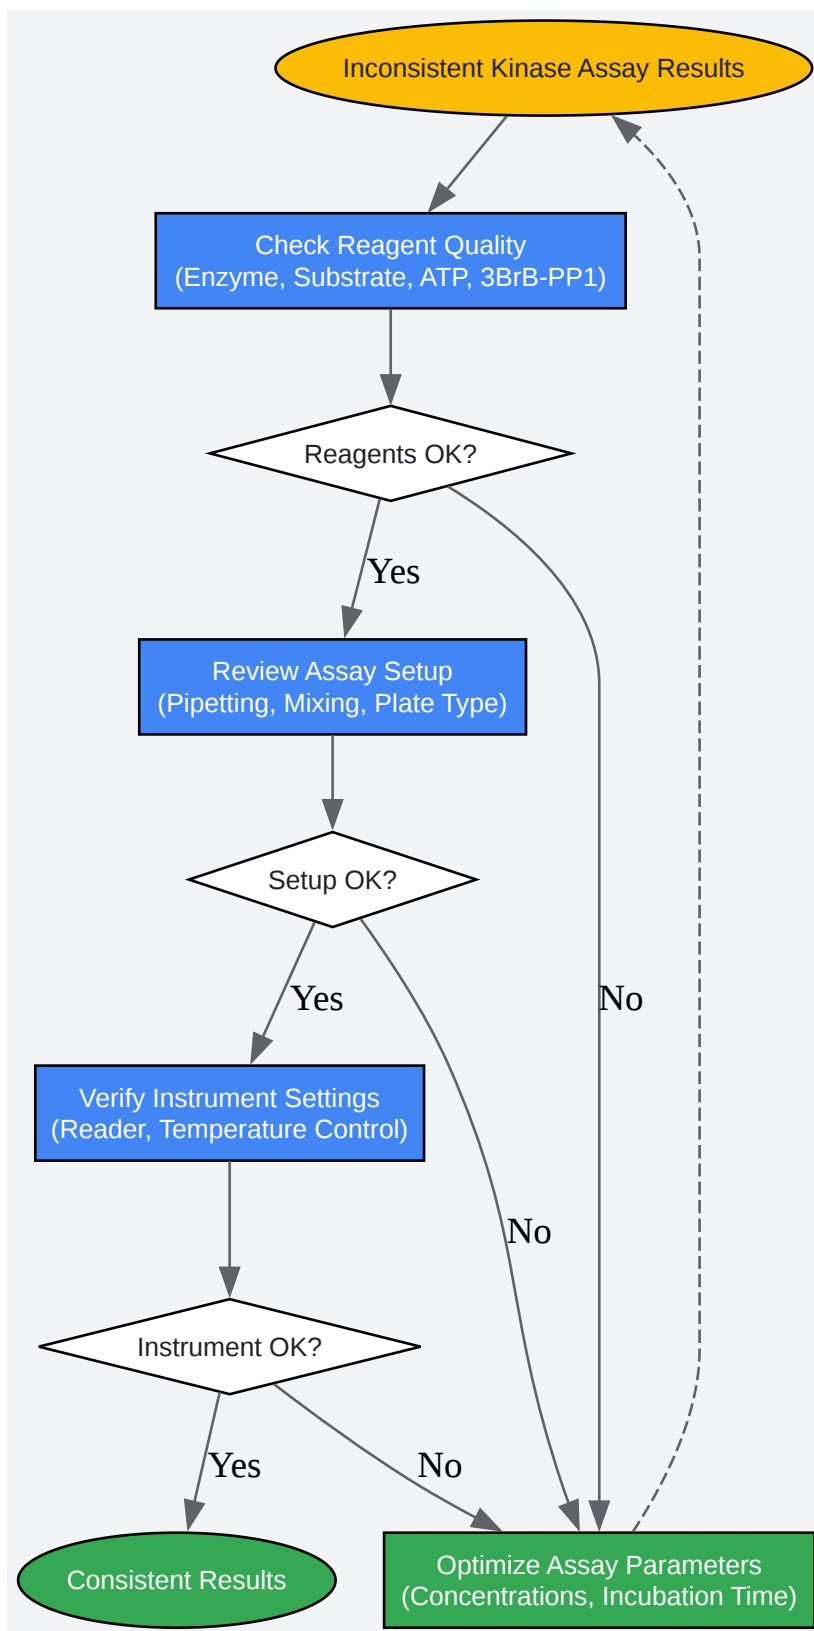 Inconsistent Kinase Assay Results
Check Reagent Quality
(Enzyme, Substrate, ATP, 3BrB-PP1)
Reagents OK?
Yes
Review Assay Setup
(Pipetting, Mixing, Plate Type)
Setup OK?
Yes
No
Verify Instrument Settings
(Reader, Temperature Control)
No
Instrument OK?
Yes
No
Consistent Results
Optimize Assay Parameters
(Concentrations, Incubation Time)